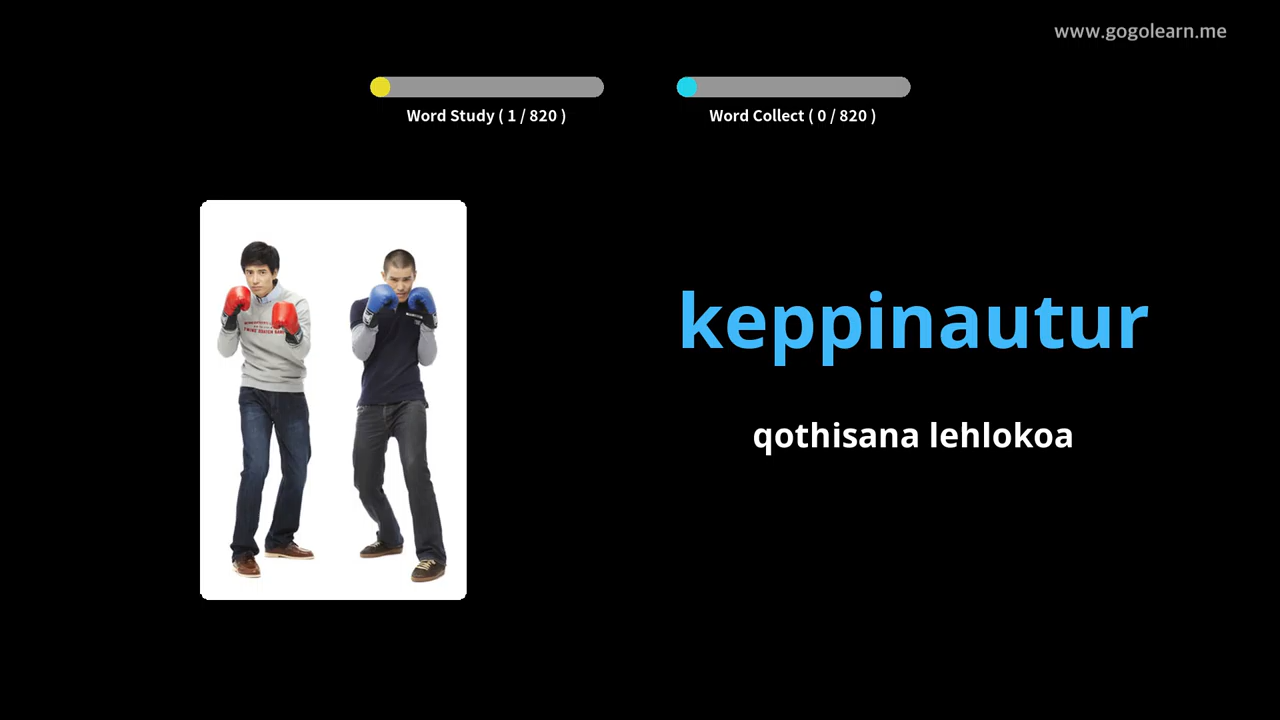 www.gogolearn.me
Word Study ( 1 / 820 )
Word Collect ( 0 / 820 )
keppinautur
qothisana lehlokoa